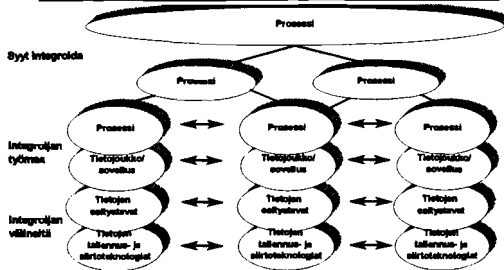 Prosessi
Syyt integroida
Prosessi
Prosessi
Prosessi
Prosessi
Prosessi
Integroijan
työmaa
Tietojoukko/
sovellus
Tietojoukko/
sovellus
Tietojoukko/
sovellus
Tietojen
esitystavat
Tietojen
esitystavat
Tietojen
esitystavat
Integroijan
välineitä
Tietojen
tallennus- ja
siirtoteknologiat
Tietojen
tallennus- ja
siirtoteknologiat
Tietojen
tallennus- ja
siirtoteknologiat